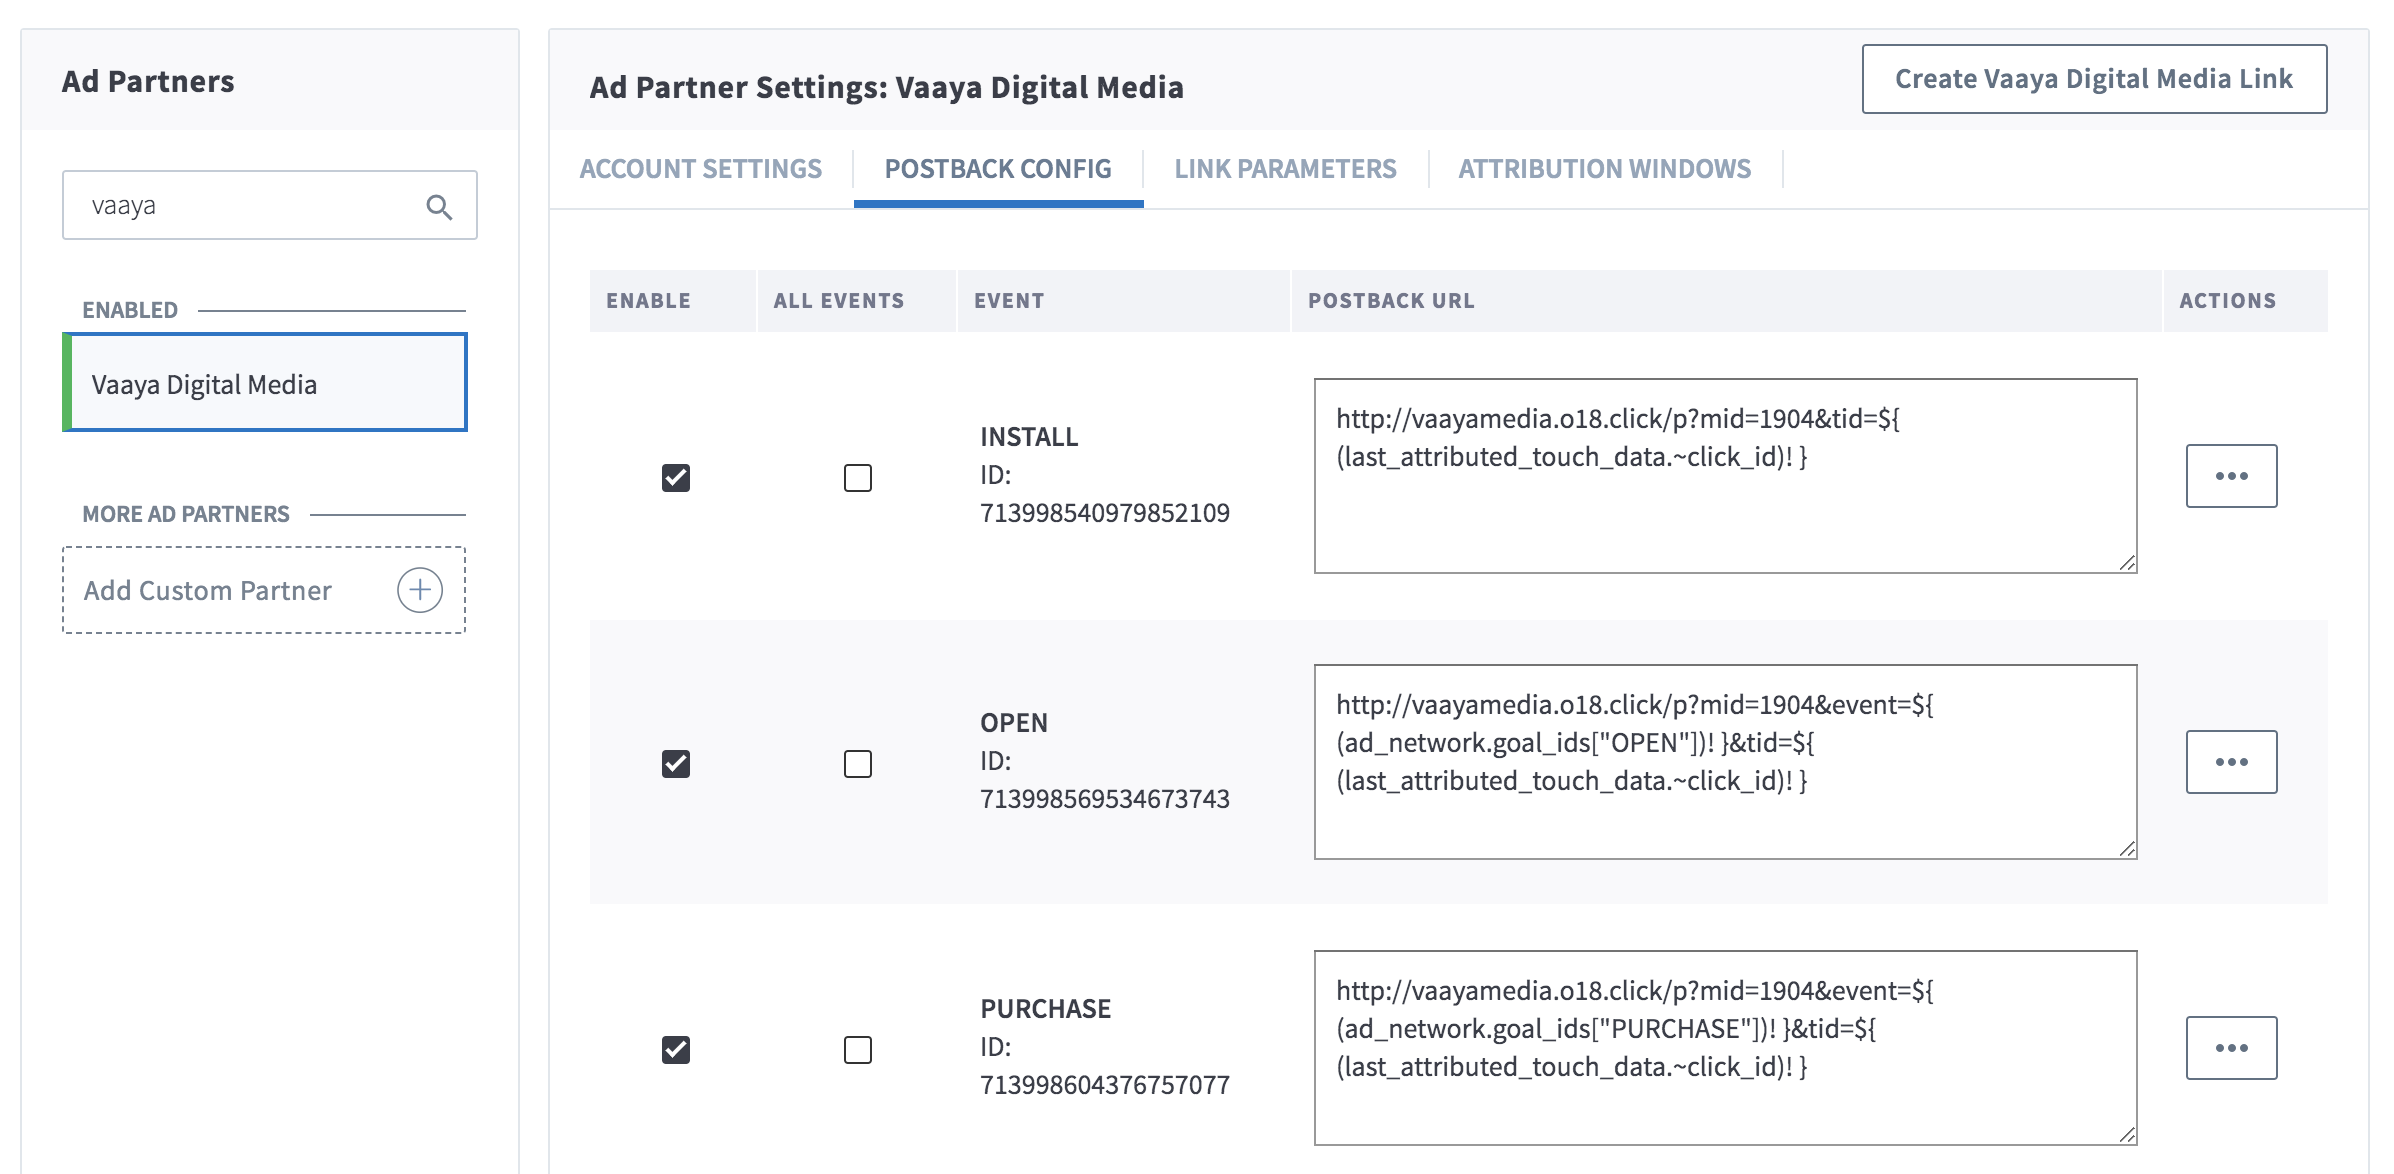 Ad Partners
vaaya
ENABLED
Vaaya Digital Media
MORE AD PARTNERS
Add Custom Partner
Ad Partner Settings: Vaaya Digital Media
Create Vaaya Digital Media Link
ACCOUNT SETTINGS
POSTBACK CONFIG
LINK PARAMETERS
ATTRIBUTION WINDOWS
ENABLE
ALL EVENTS
EVENT
POSTBACK URL
ACTIONS
INSTALL
ID:
713998540979852109
http://vaayamedia.o18.click/p?mid=1904&tid=${
(last_attributed_touch_data.~click_id)! }
OPEN
ID:
713998569534673743
http://vaayamedia.o18.click/p?mid=1904&event=${
(ad_network.goal_ids["OPEN"])! }&tid=${
(last_attributed_touch_data.~click_id)! }
PURCHASE
ID:
713998604376757077
http://vaayamedia.o18.click/p?mid=1904&event=${
(ad_network.goal_ids["PURCHASE"])! }&tid=${
(last_attributed_touch_data.~click_id)! }